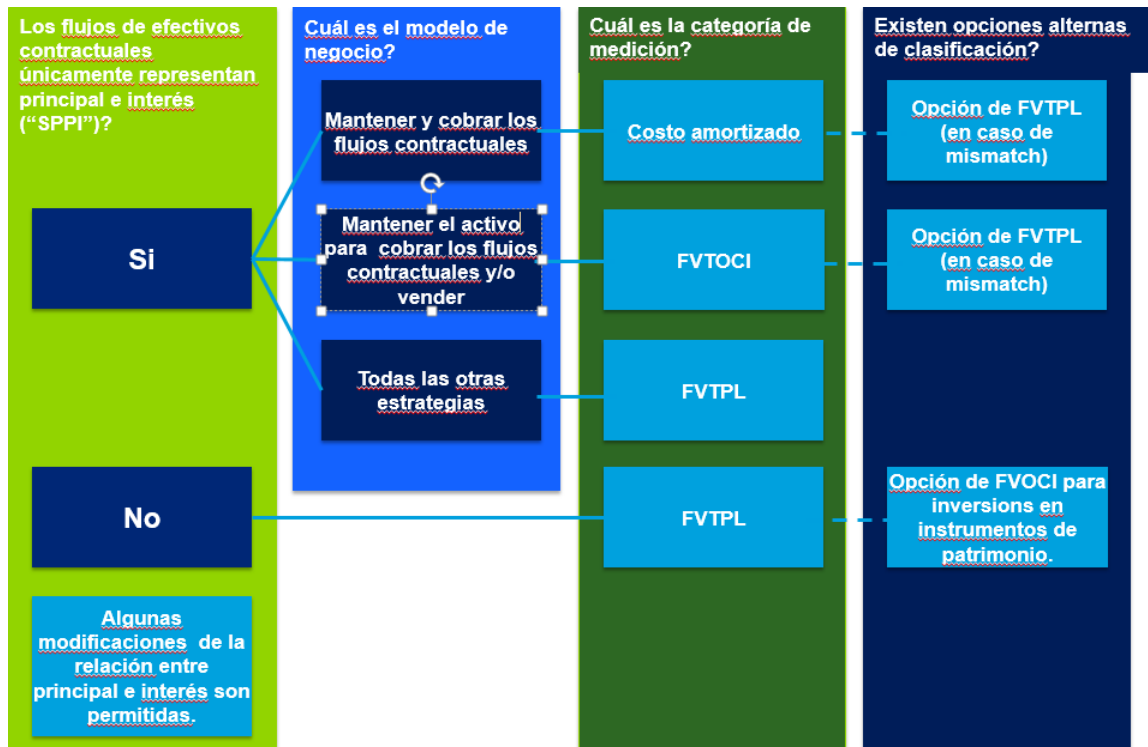 Los flujos de efectivos
contractuales
únicamente representan
principal e interés
(“SPPI”)?
Si
No
Algunas
modificaciones de la
relación entre
principal e interés son
permitidas.
Cuál es el modelo de
negocio?
Mantener y cobrar los
flujos contractuales
Mantener el activo
para cobrar los flujos
contractuales y/o
vender
Todas las otras
estrategias
Cuál es la categoría de
medición?
Costo amortizado
FVTOCI
FVTPL
FVTPL
Existen opciones alternas
de clasificación?
Opción de FVTPL
(en caso de
mismatch)
Opción de FVTPL
(en caso de
mismatch)
Opción de FVOCI para
inversions en
instrumentos de
patrimonio.